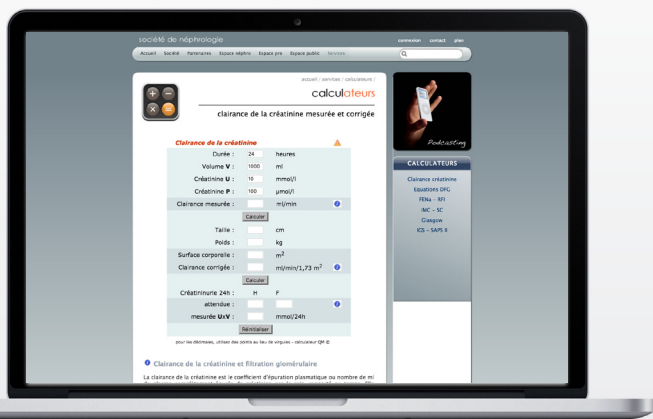 société de néphrologie
connexion contact plan
Accueil Société Partenaires Espace néphro Espace pro Espace public Services
accueil / services / calculateurs /
calculateurs
clairance de la créatinine mesurée et corrigée
Clairance de la créatinine
Durée : 24 heures
Volume V : 1000 ml
Créatinine U : 10 mmol/l
Créatinine P : 100 µmol/l
Clairence mesurée : ml/min
Calculer
Taille : cm
Poids : kg
Surface corporelle : m²
Clairance corrigée : ml/min/1,73 m²
Calculer
Créatininurie 24h : H F
attendue :
mesurée UxV : mmol/24h
Réinitialiser
pour les décimales, utilisez des points au lieu de virgules - calculateur QM ©
Clairance de la créatinine et filtration glomérulaire
La clairance de la créatinine est le coefficient d'épuration plasmatique ou nombre de ml
Podcasting
CALCULATEURS
Clairance créatinine
Equations DFG
FENa - RFI
IMC - SC
Glasgow
IGS - SAPS II